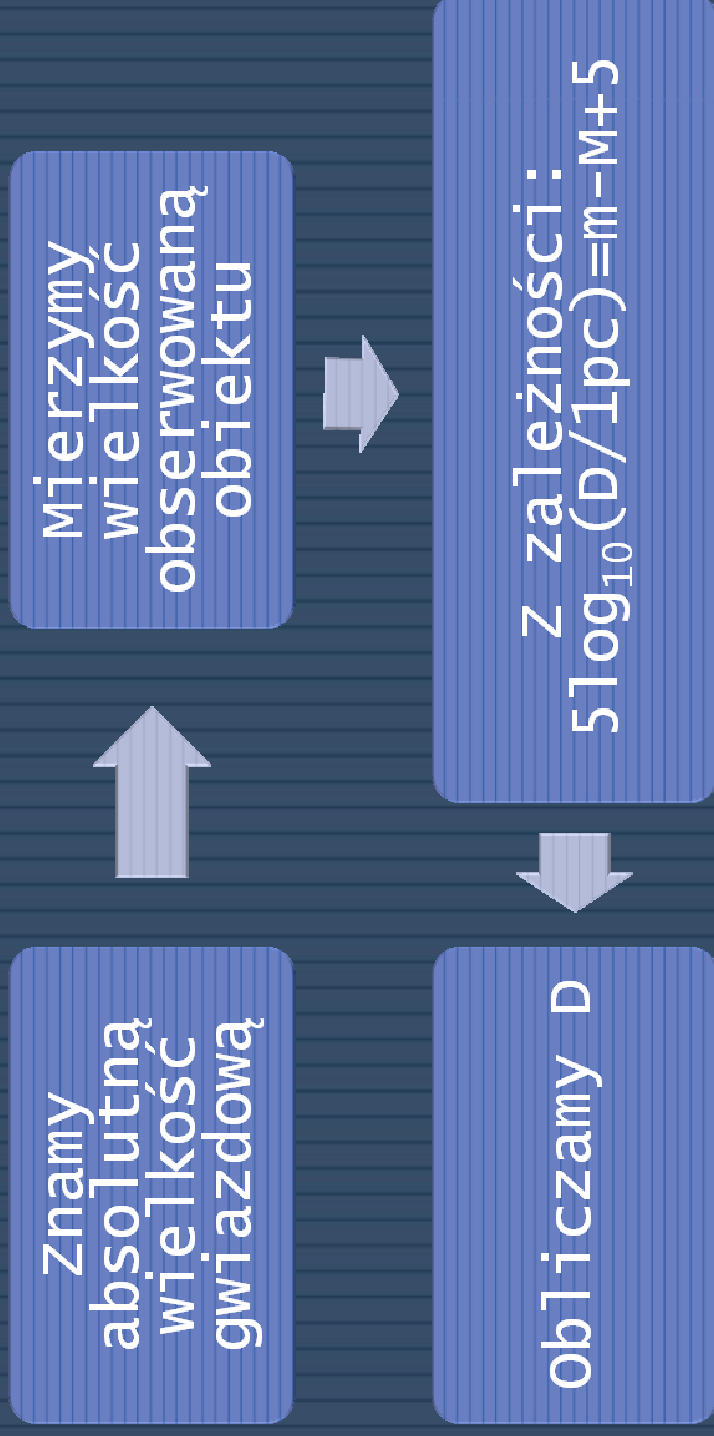 Znamy
absolutną
wielkość
gwiazdową
Mierzymy
wielkość
obserwowaną
obiektu
Z zależności:
5log₁₀(D/1pc)=m-M+5
obliczamy D